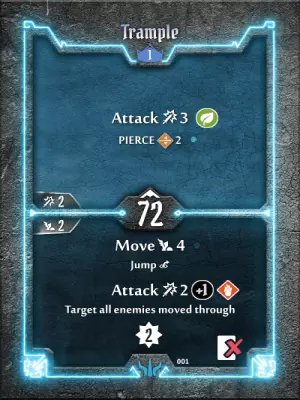 Trample
1
Attack 3
PIERCE 2
2
72
2
Move 4
Jump
Attack 2 +1
Target all enemies moved through
2
001